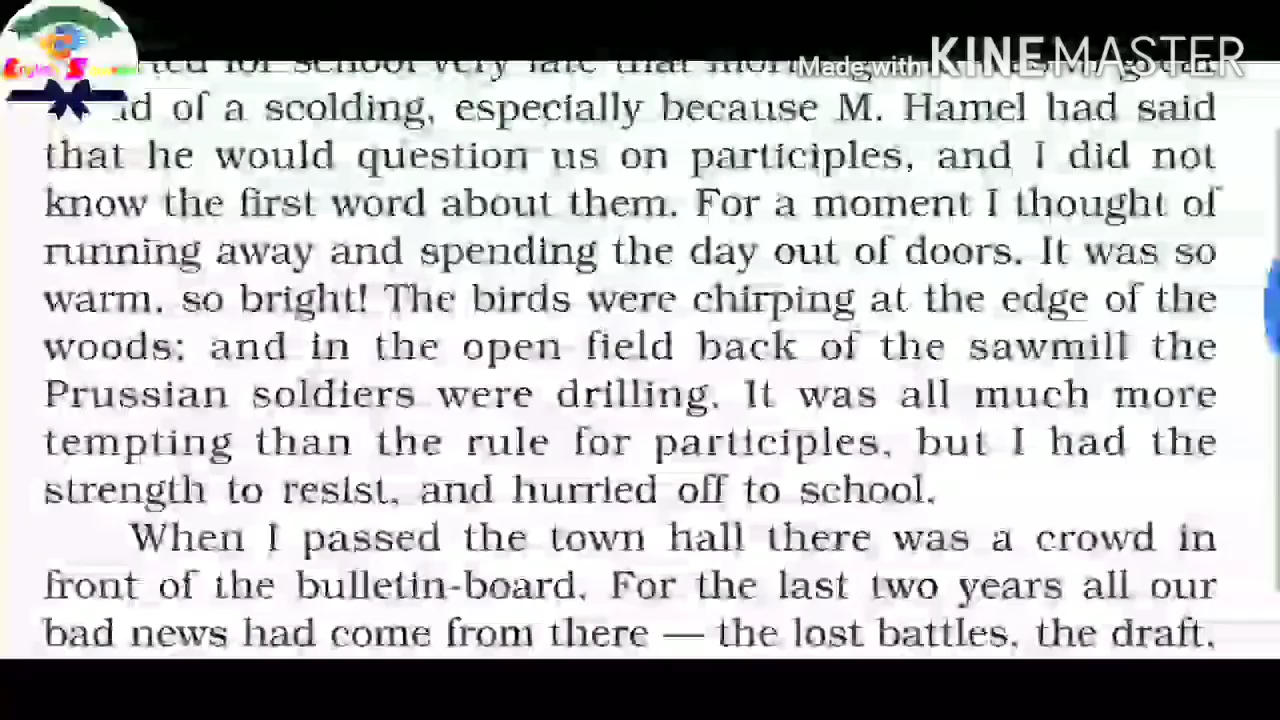 Made with KINEMASTER
for school very late that
of a scolding, especially because M. Hamel had said
that he would question us on participles, and I did not
know the first word about them. For a moment I thought of
running away and spending the day out of doors. It was so
warm, so bright! The birds were chirping at the edge of the
woods; and in the open field back of the sawmill the
Prussian soldiers were drilling. It was all much more
tempting than the rule for participles, but I had the
strength to resist, and hurried off to school.
When I passed the town hall there was a crowd in
front of the bulletin-board. For the last two years all our
bad news had come from there — the lost battles, the draft,